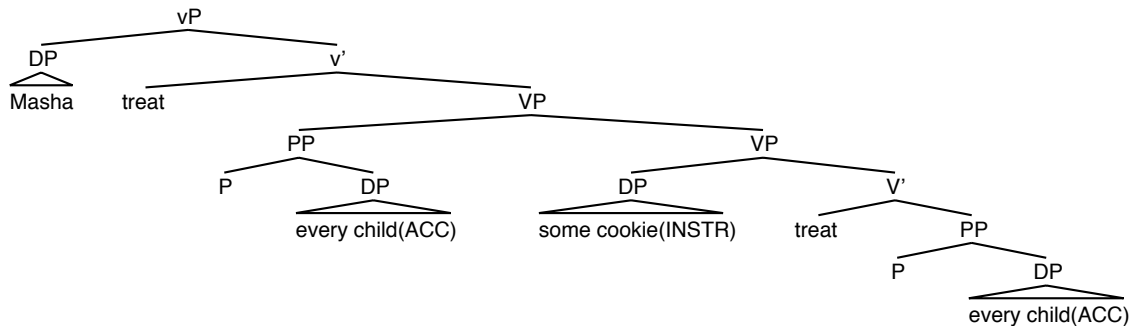 vP
DP v'
Masha treat VP
PP VP
P DP DP V'
every child(ACC) some cookie(INSTR) treat PP
P DP
every child(ACC)